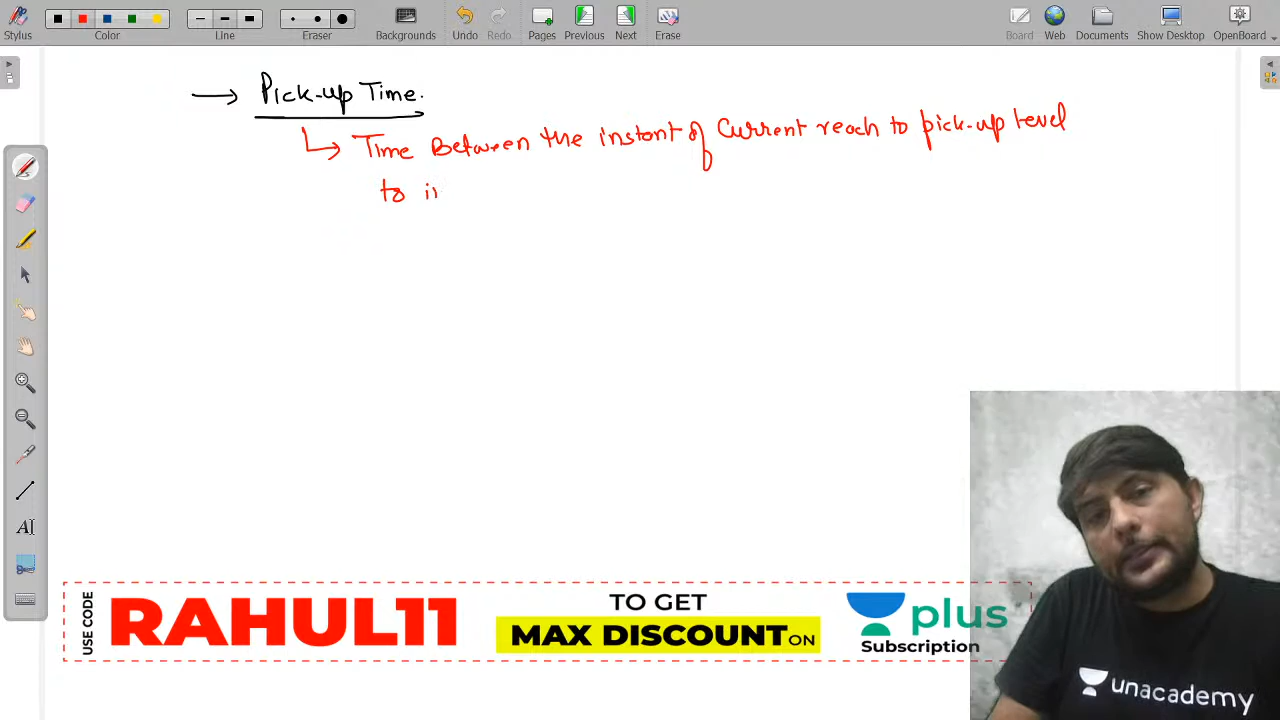 Stylus
Color
Line
Eraser
Backgrounds
Undo
Redo
Pages
Previous
Next
Erase
Board
Web
Documents
Show Desktop
OpenBoard
→ Pick-up Time.
Time Between the instant of Current reach to pick-up level
to
USE CODE
RAHUL11
TO GET
MAX DISCOUNT ON
plus
Subscription
unacademy